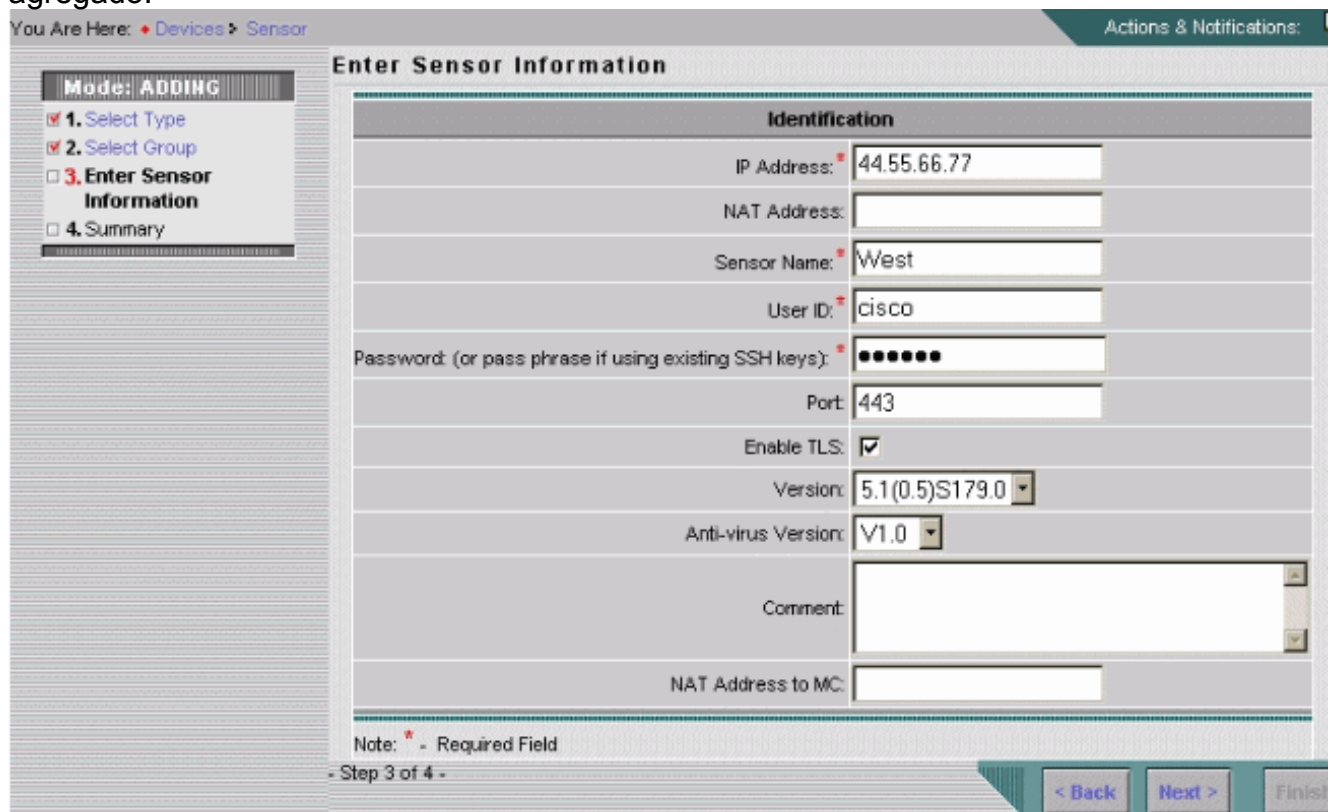 agregado.
You Are Here: Devices > Sensor
Actions & Notifications:
Mode: ADDING
1. Select Type
2. Select Group
3. Enter Sensor
Information
4. Summary
Enter Sensor Information
Identification
IP Address:* 44.55.66.77
NAT Address:
Sensor Name:* West
User ID:* cisco
Password: (or pass phrase if using existing SSH keys): * ●●●●●●
Port: 443
Enable TLS:
Version: 5.1(0.5)S179.0
Anti-virus Version: V1.0
Comment:
NAT Address to MC:
Note: * - Required Field
- Step 3 of 4 -
< Back Next > Finish